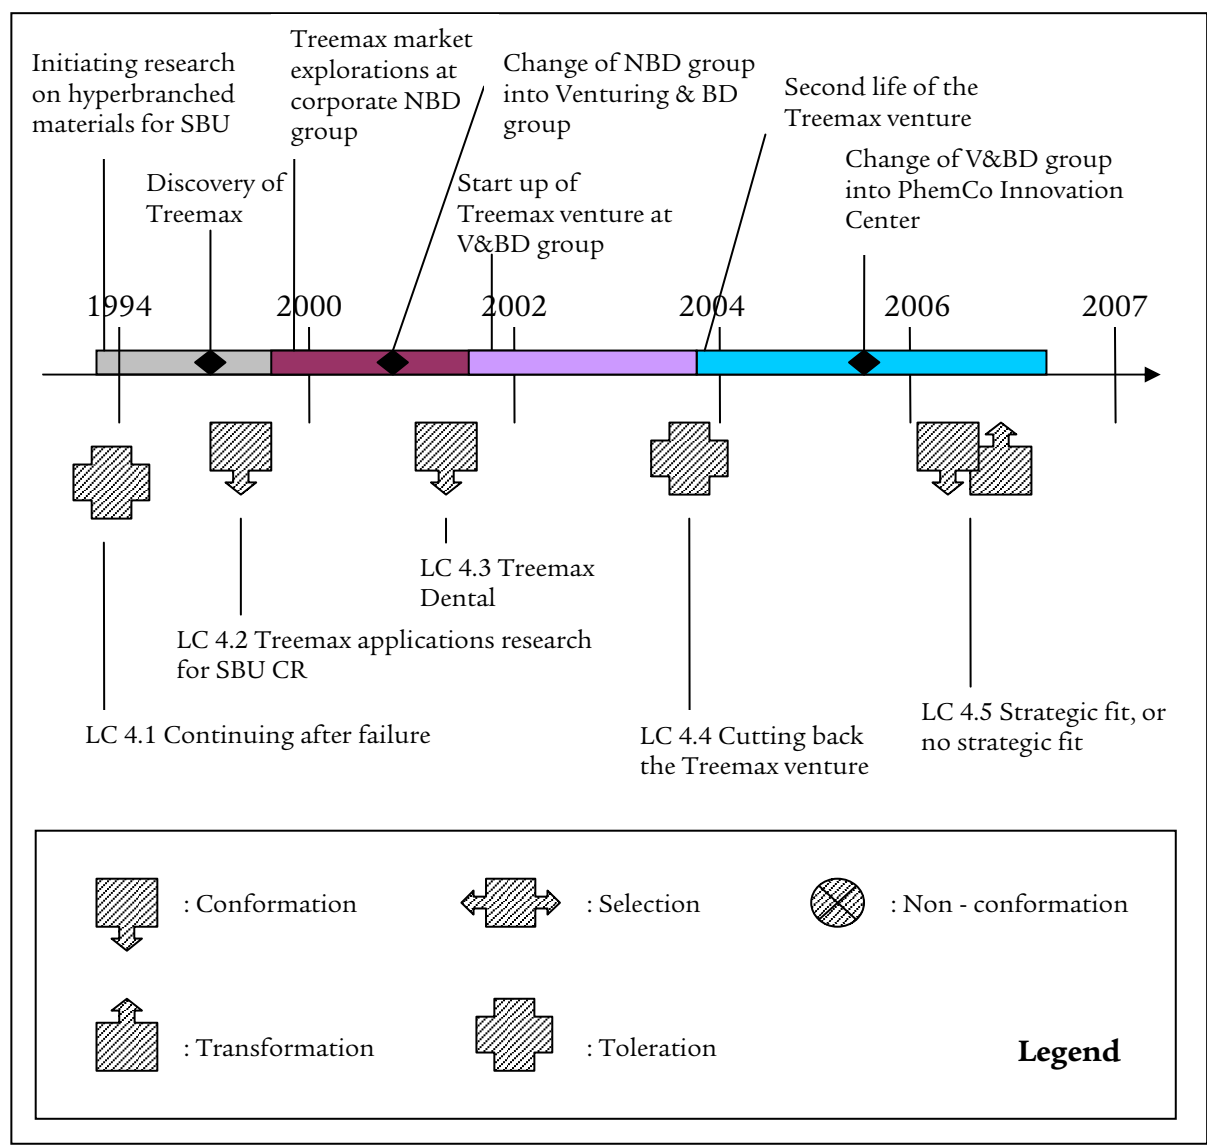 Initiating research
on hyperbranched
materials for SBU
Treemax market
explorations at
corporate NBD
group
Change of NBD group
into Venturing & BD
group
Second life of the
Treemax venture
Discovery of
Treemax
Start up of
Treemax venture at
V&BD group
Change of V&BD group
into PhemCo Innovation
Center
1994
2000
2002
2004
2006
2007
LC 4.3 Treemax
Dental
LC 4.2 Treemax applications research
for SBU CR
LC 4.1 Continuing after failure
LC 4.4 Cutting back
the Treemax venture
LC 4.5 Strategic fit, or
no strategic fit
: Conformation
: Selection
: Non - conformation
: Transformation
: Toleration
Legend